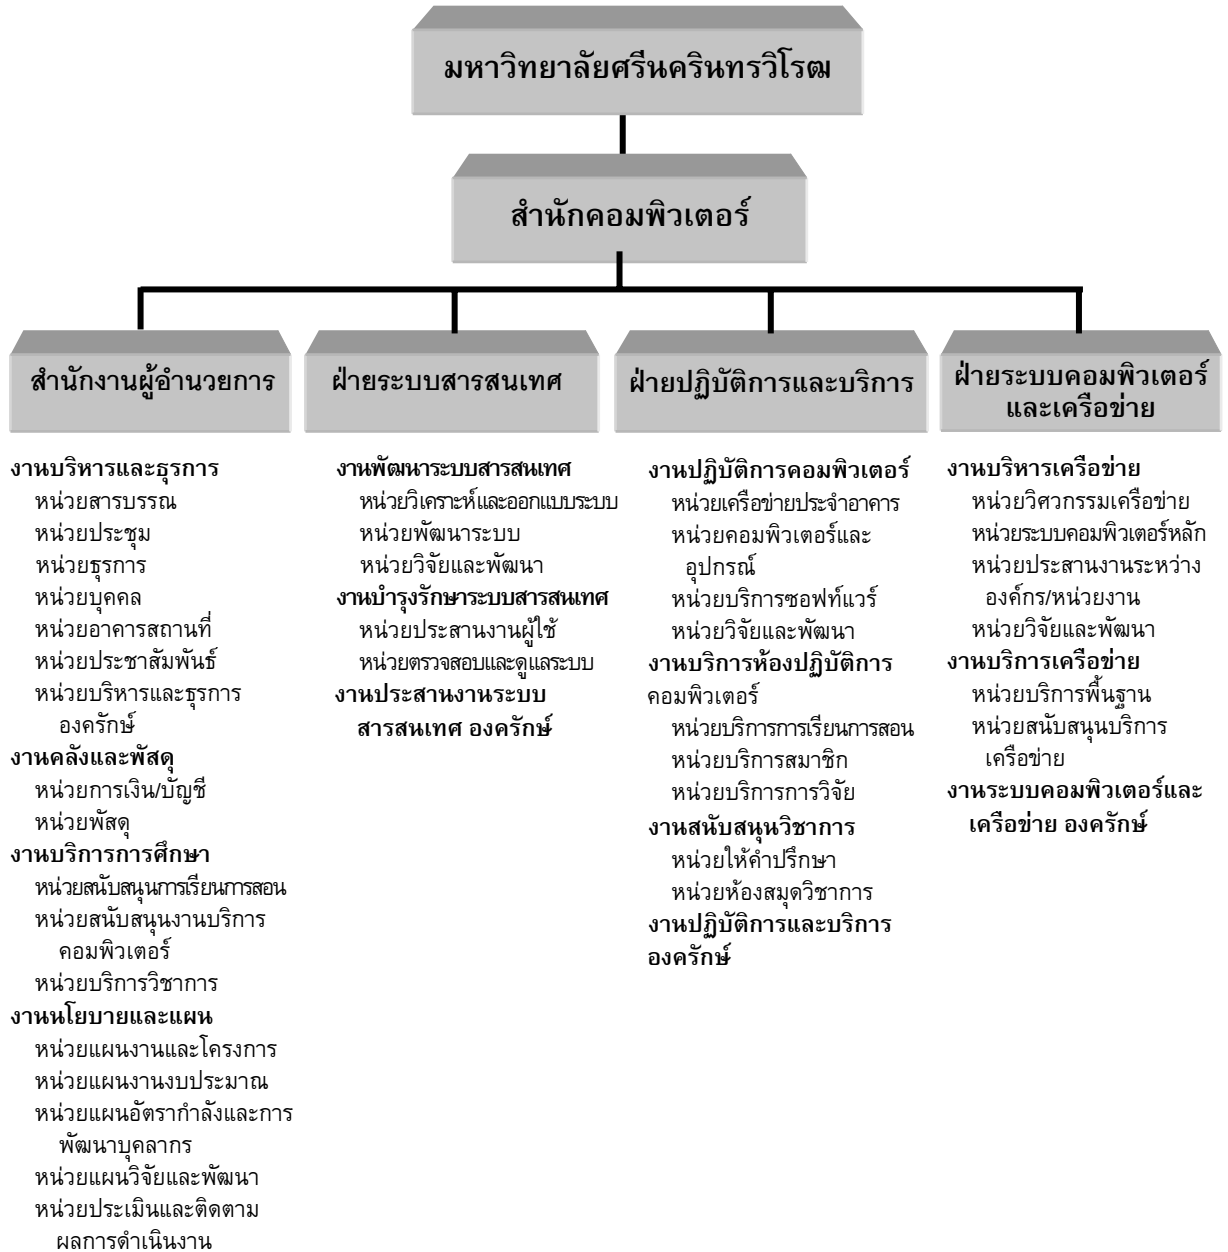 มหาวิทยาลัยศรีนครินทรวิโรฒ
สำนักคอมพิวเตอร์
สำนักงานผู้อำนวยการ
งานบริหารและธุรการ
หน่วยสารบรรณ
หน่วยประชุม
หน่วยธุรการ
หน่วยบุคคล
หน่วยอาคารสถานที่
หน่วยประชาสัมพันธ์
หน่วยบริหารและธุรการ
องครักษ์
งานคลังและพัสดุ
หน่วยการเงิน/บัญชี
หน่วยพัสดุ
งานบริการการศึกษา
หน่วยสนับสนุนการเรียนการสอน
หน่วยสนับสนุนงานบริการ
คอมพิวเตอร์
หน่วยบริการวิชาการ
งานนโยบายและแผน
หน่วยแผนงานและโครงการ
หน่วยแผนงานงบประมาณ
หน่วยแผนอัตรากำลังและการ
พัฒนาบุคลากร
หน่วยแผนวิจัยและพัฒนา
หน่วยประเมินและติดตาม
ผลการดำเนินงาน
ฝ่ายระบบสารสนเทศ
งานพัฒนาระบบสารสนเทศ
หน่วยวิเคราะห์และออกแบบระบบ
หน่วยพัฒนาระบบ
หน่วยวิจัยและพัฒนา
งานบำรุงรักษาระบบสารสนเทศ
หน่วยประสานงานผู้ใช้
หน่วยตรวจสอบและดูแลระบบ
งานประสานงานระบบ
สารสนเทศ องครักษ์
ฝ่ายปฏิบัติการและบริการ
งานปฏิบัติการคอมพิวเตอร์
หน่วยเครือข่ายประจำอาคาร
หน่วยคอมพิวเตอร์และ
อุปกรณ์
หน่วยบริการซอฟท์แวร์
หน่วยวิจัยและพัฒนา
งานบริการห้องปฏิบัติการ
คอมพิวเตอร์
หน่วยบริการการเรียนการสอน
หน่วยบริการสมาชิก
หน่วยบริการการวิจัย
งานสนับสนุนวิชาการ
หน่วยให้คำปรึกษา
หน่วยห้องสมุดวิชาการ
งานปฏิบัติการและบริการ
องครักษ์
ฝ่ายระบบคอมพิวเตอร์
และเครือข่าย
งานบริหารเครือข่าย
หน่วยวิศวกรรมเครือข่าย
หน่วยระบบคอมพิวเตอร์หลัก
หน่วยประสานงานระหว่าง
องค์กร/หน่วยงาน
หน่วยวิจัยและพัฒนา
งานบริการเครือข่าย
หน่วยบริการพื้นฐาน
หน่วยสนับสนุนบริการ
เครือข่าย
งานระบบคอมพิวเตอร์และ
เครือข่าย องครักษ์